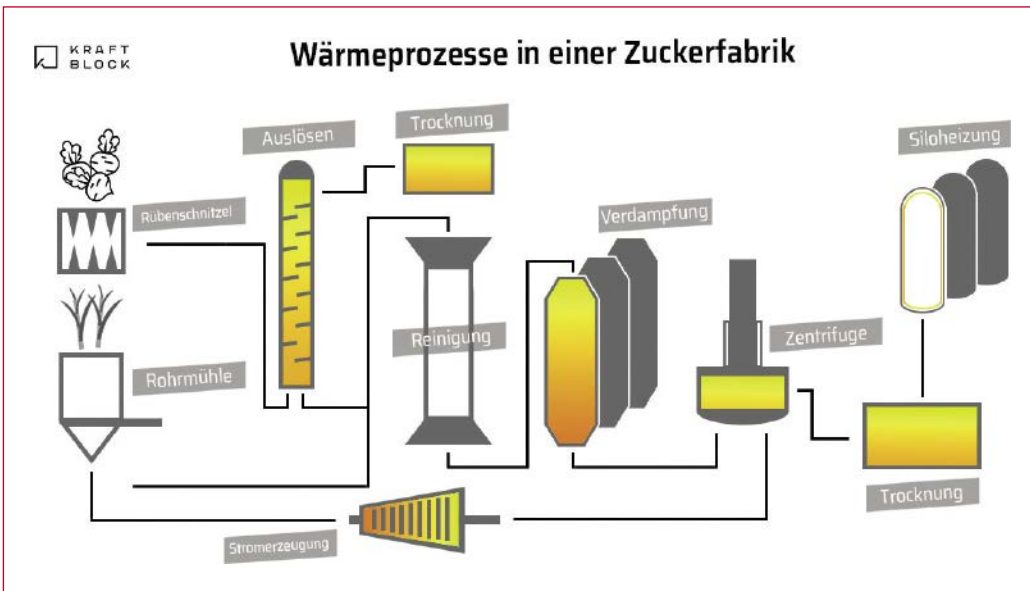 KRAFT
BLOCK
Wärmeprozesse in einer Zuckerfabrik
Auslösen
Trocknung
Siloheizung
Rübenschnitzel
Verdampfung
Reinigung
Zentrifuge
Rohrmühle
Trocknung
Stromerzeugung